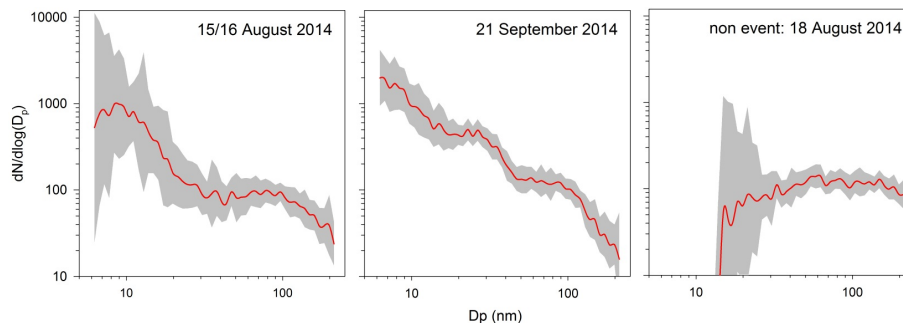 15/16 August 2014
21 September 2014
non event: 18 August 2014
10000
1000
100
10
dN/dlog(Dp)
10 100
10 100
10 100
Dp (nm)